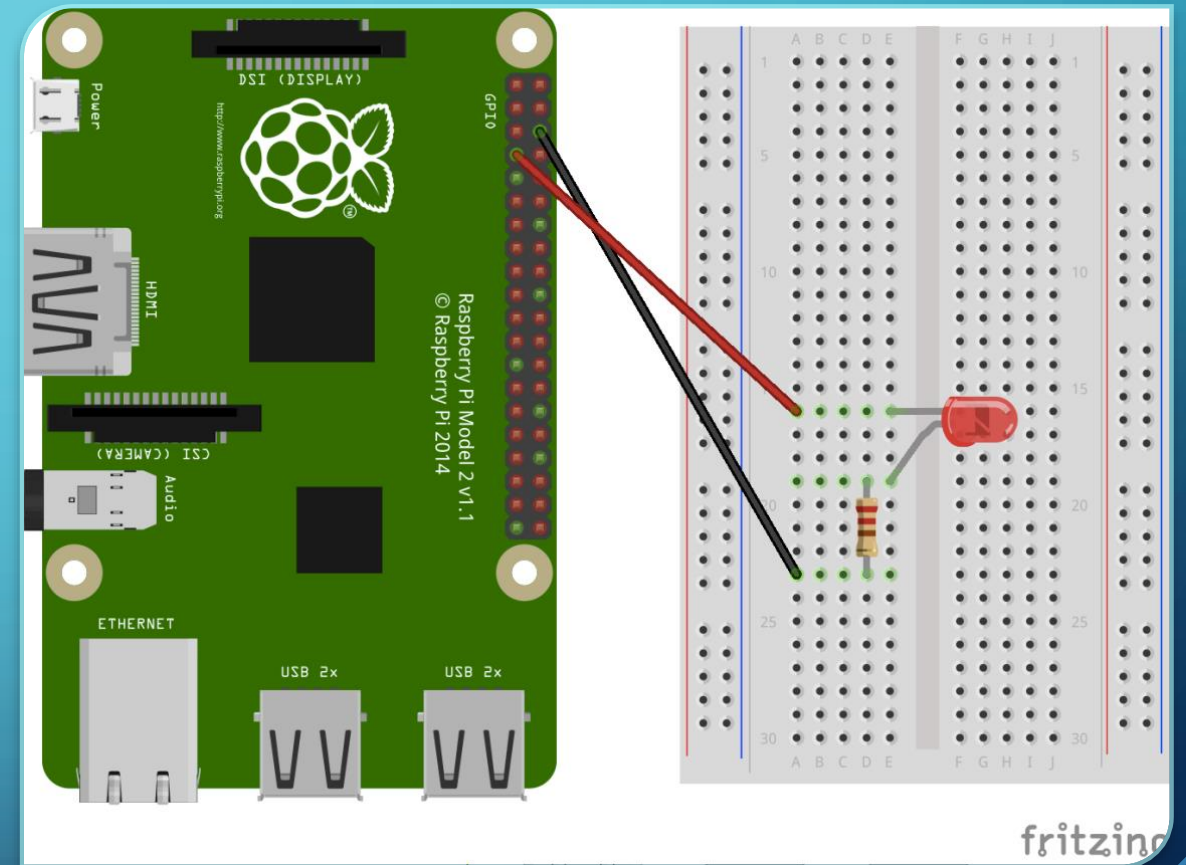 DSI (DISPLAY)
Power
http://www.raspberrypi.org
TM
GPIO
HDMI
Raspberry Pi Model 2 v1.1
© Raspberry Pi 2014
CSI (CAMERA)
Audio
ETHERNET
USB 2x
USB 2x
A B C D E F G H I J
1 1
5 5
10 10
15 15
20 20
25 25
30 30
A B C D E F G H I J
fritzing